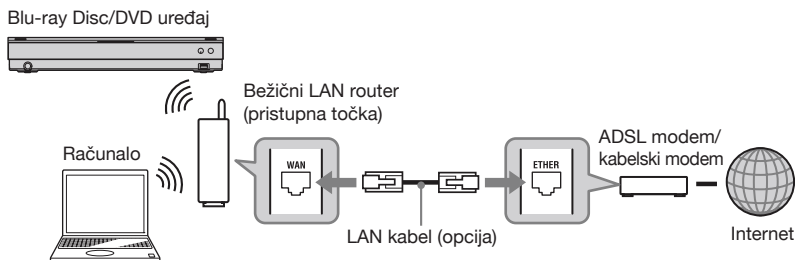 Blu-ray Disc/DVD uređaj
Bežični LAN router
(pristupna točka)
Računalo
WAN
ETHER
ADSL modem/
kabelski modem
LAN kabel (opcija)
Internet